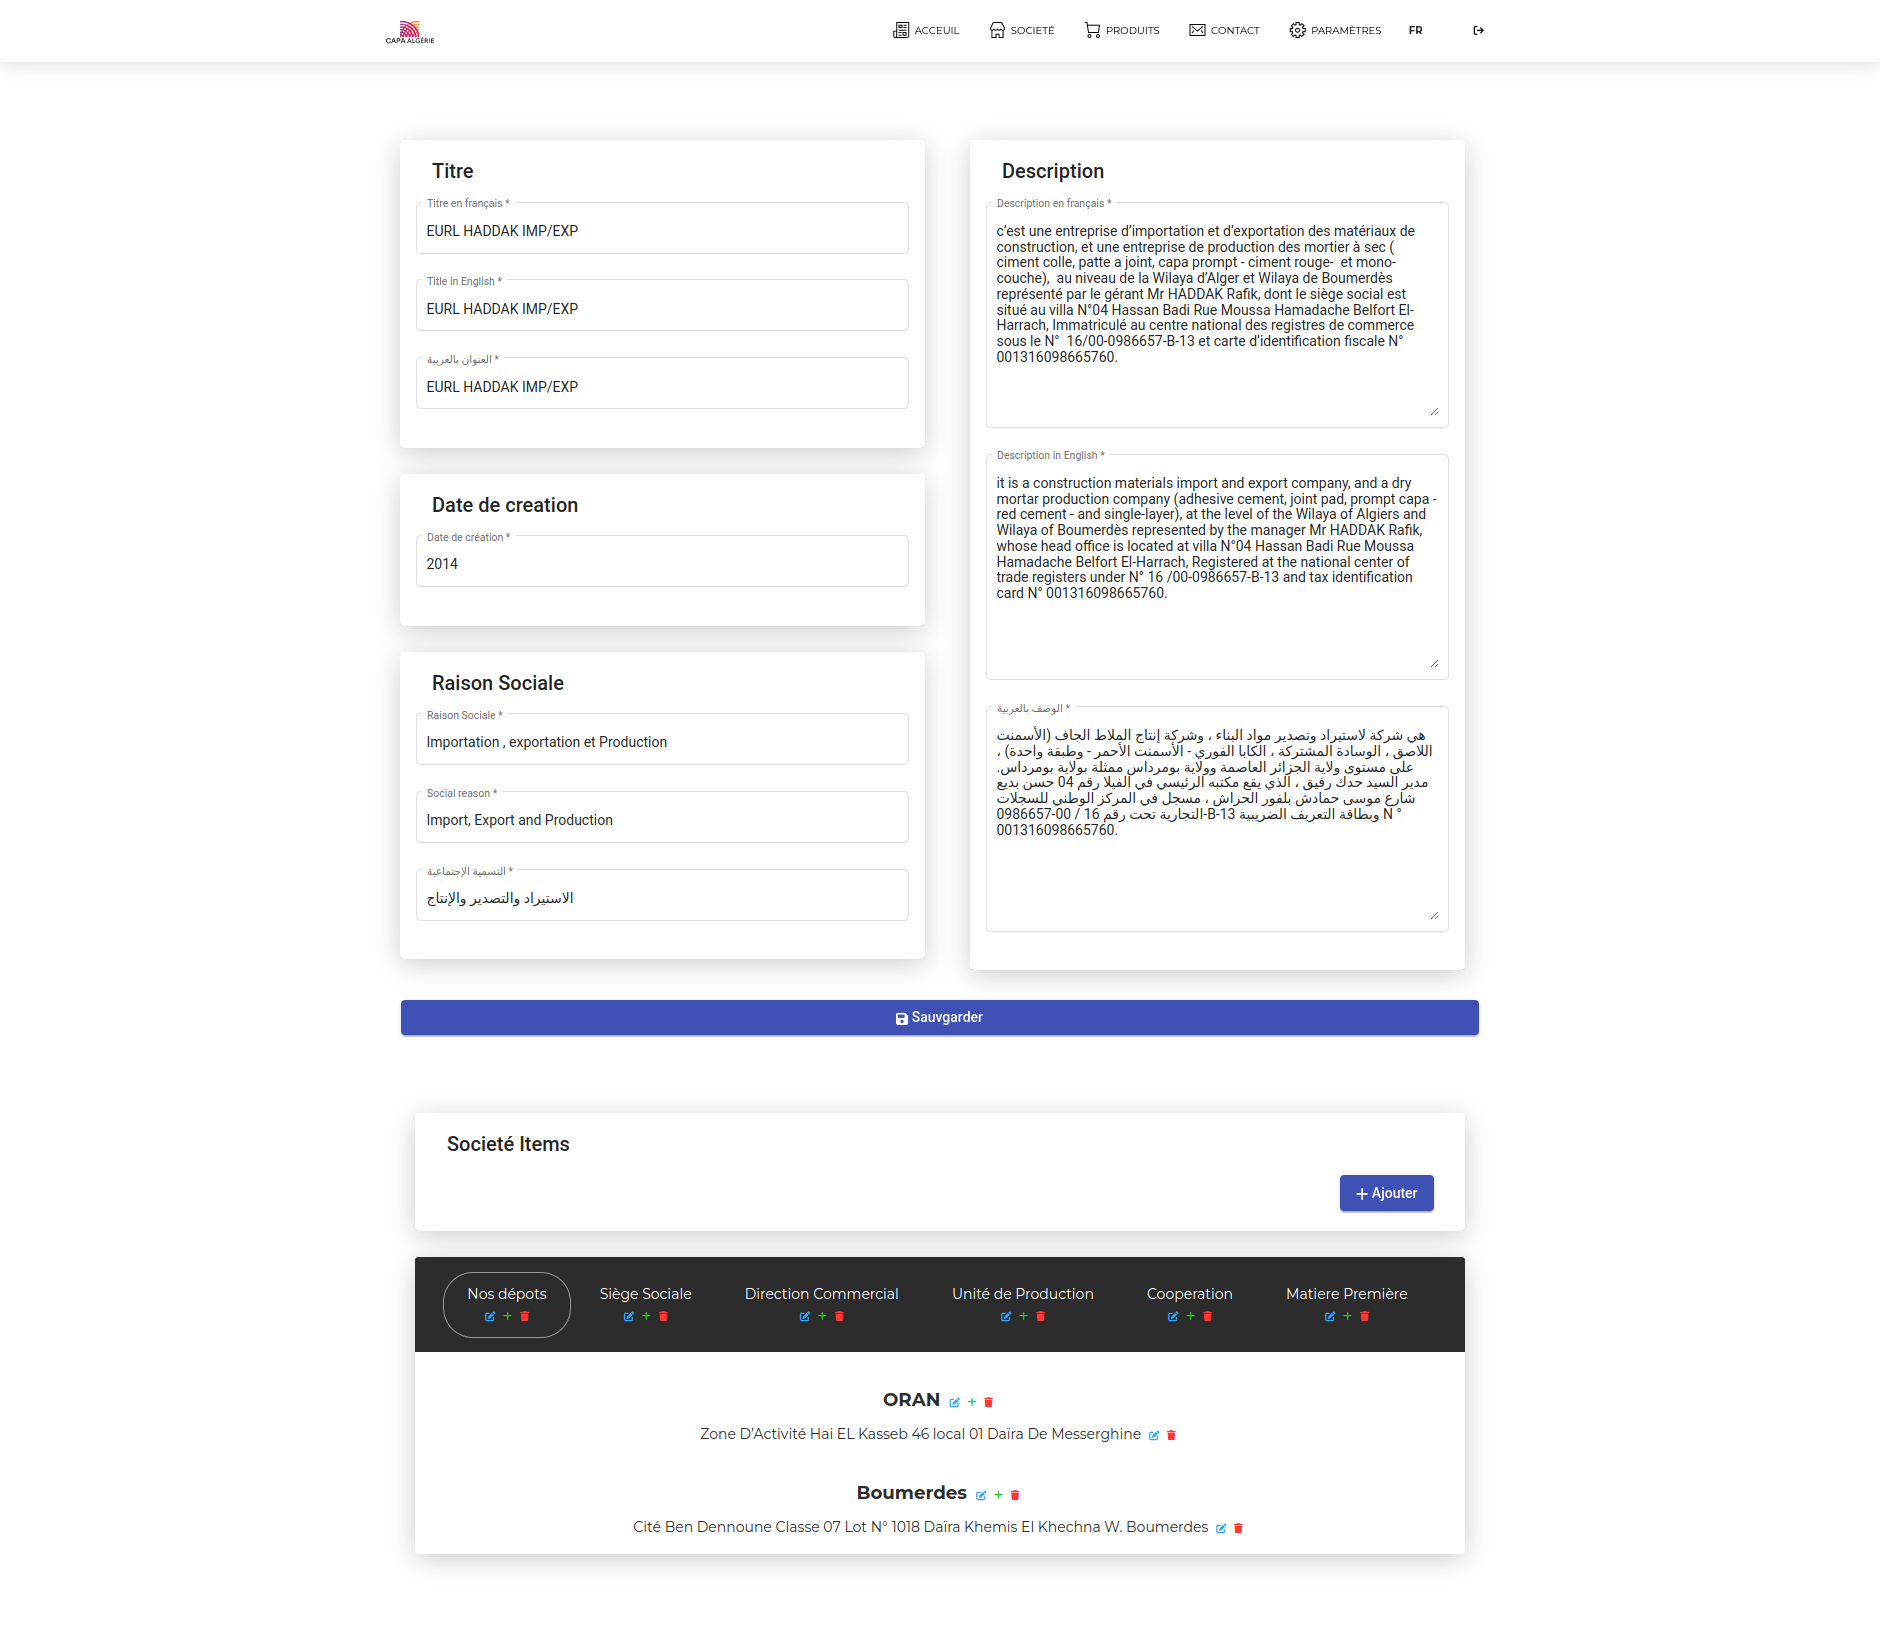 CAPA ALGÉRIE
ACCEUIL SOCIETÉ PRODUITS CONTACT PARAMÈTRES FR
Titre
Titre en français *
EURL HADDAK IMP/EXP
Title in English *
EURL HADDAK IMP/EXP
العنوان بالعربية *
EURL HADDAK IMP/EXP
Date de creation
Date de création *
2014
Raison Sociale
Raison Sociale *
Importation , exportation et Production
Social reason *
Import, Export and Production
التسمية الإجتماعية *
الاستيراد والتصدير والإنتاج
Description
Description en français *
c’est une entreprise d’importation et d’exportation des matériaux de
construction, et une entreprise de production des mortier à sec (
ciment colle, patte a joint, capa prompt - ciment rouge-  et mono-
couche),  au niveau de la Wilaya d’Alger et Wilaya de Boumerdès
représenté par le gérant Mr HADDAK Rafik, dont le siège social est
situé au villa N°04 Hassan Badi Rue Moussa Hamadache Belfort El-
Harrach, Immatriculé au centre national des registres de commerce
sous le N°  16/00-0986657-B-13 et carte d’identification fiscale N°
001316098665760.
Description in English *
it is a construction materials import and export company, and a dry
mortar production company (adhesive cement, joint pad, prompt capa -
red cement - and single-layer), at the level of the Wilaya of Algiers and
Wilaya of Boumerdès represented by the manager Mr HADDAK Rafik,
whose head office is located at villa N°04 Hassan Badi Rue Moussa
Hamadache Belfort El-Harrach, Registered at the national center of
trade registers under N° 16 /00-0986657-B-13 and tax identification
card N° 001316098665760.
الوصف بالعربية *
هي شركة لاستيراد وتصدير مواد البناء ، وشركة إنتاج الملاط الجاف (الأسمنت
اللاصق ، الوسادة المشتركة ، الكابا الفوري - الأسمنت الأحمر - وطبقة واحدة) ،
على مستوى ولاية الجزائر العاصمة وولاية بومرداس ممثلة بولاية بومرداس.
مدير السيد حدك رفيق ، الذي يقع مكتبه الرئيسي في الفيلا رقم 04 حسن بديع
شارع موسى حمادش بلفور الحراش ، مسجل في المركز الوطني للسجلات
التجارية تحت رقم 16 / 00-0986657-B-13 وبطاقة التعريف الضريبية N °
001316098665760.
Sauvgarder
Societé Items
+ Ajouter
Nos dépots Siège Sociale Direction Commercial Unité de Production Cooperation Matiere Première
ORAN
Zone D’Activité Hai EL Kasseb 46 local 01 Daïra De Messerghine
Boumerdes
Cité Ben Dennoune Classe 07 Lot N° 1018 Daïra Khemis El Khechna W. Boumerdes